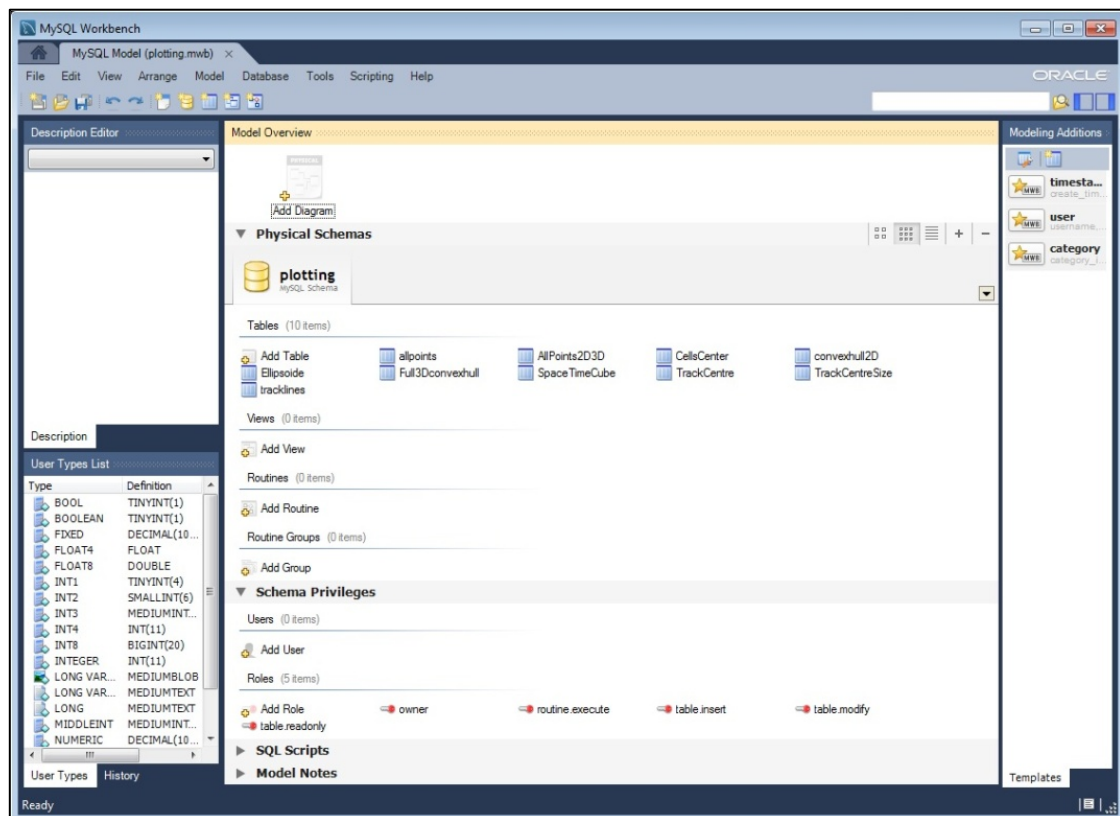 MySQL Workbench
MySQL Model (plotting.mwb) ×
File Edit View Arrange Model Database Tools Scripting Help
ORACLE
Description Editor
Model Overview
Modeling Additions
PHYSICAL
Add Diagram
Physical Schemas
plotting
MySQL Schema
Tables (10 items)
Add Table allpoints AllPoints2D3D CellsCenter convexhull2D
Ellipsoide Full3Dconvexhull SpaceTimeCube TrackCentre TrackCentreSize
tracklines
Views (0 items)
Add View
Routines (0 items)
Add Routine
Routine Groups (0 items)
Add Group
Schema Privileges
Users (0 items)
Add User
Roles (5 items)
Add Role owner routine.execute table.insert table.modify
table.readonly
SQL Scripts
Model Notes
Description
User Types List
Type Definition
BOOL TINYINT(1)
BOOLEAN TINYINT(1)
FIXED DECIMAL(10...
FLOAT4 FLOAT
FLOAT8 DOUBLE
INT1 TINYINT(4)
INT2 SMALLINT(6)
INT3 MEDIUMINT...
INT4 INT(11)
INT8 BIGINT(20)
INTEGER INT(11)
LONG VAR... MEDIUMBLOB
LONG VAR... MEDIUMTEXT
LONG MEDIUMTEXT
MIDDLEINT MEDIUMINT...
NUMERIC DECIMAL(10...
User Types History
MWB timesta...
create_tim...
MWB user
username,...
MWB category
category_i...
Templates
Ready